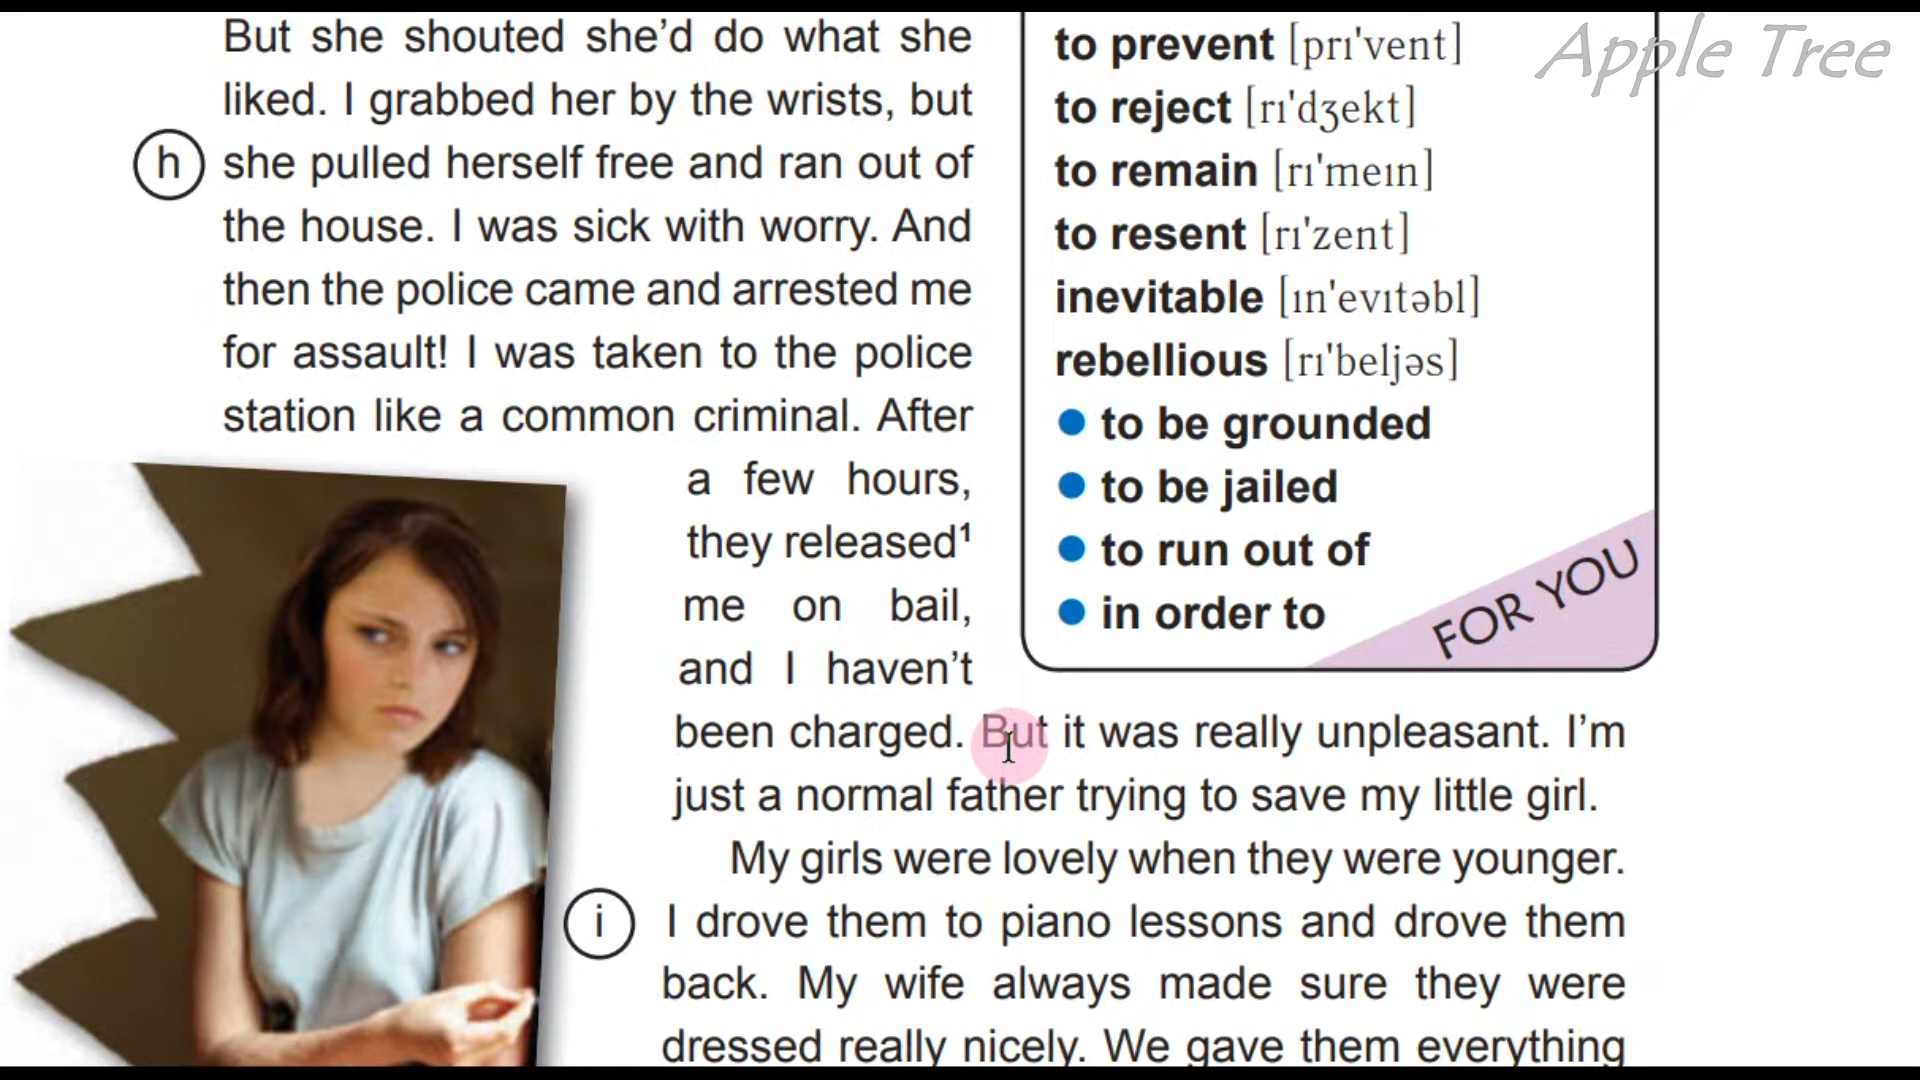 But she shouted she’d do what she
liked. I grabbed her by the wrists, but
h
she pulled herself free and ran out of
the house. I was sick with worry. And
then the police came and arrested me
for assault! I was taken to the police
station like a common criminal. After
a few hours,
they released¹
me on bail,
and I haven’t
been charged. But it was really unpleasant. I’m
just a normal father trying to save my little girl.
My girls were lovely when they were younger.
i
I drove them to piano lessons and drove them
back. My wife always made sure they were
dressed really nicely. We gave them everything
to prevent [prɪ'vent]
to reject [rɪ'dʒekt]
to remain [rɪ'meɪn]
to resent [rɪ'zent]
inevitable [ɪn'evɪtəbl]
rebellious [rɪ'beljəs]
● to be grounded
● to be jailed
● to run out of
● in order to
FOR YOU
Apple Tree